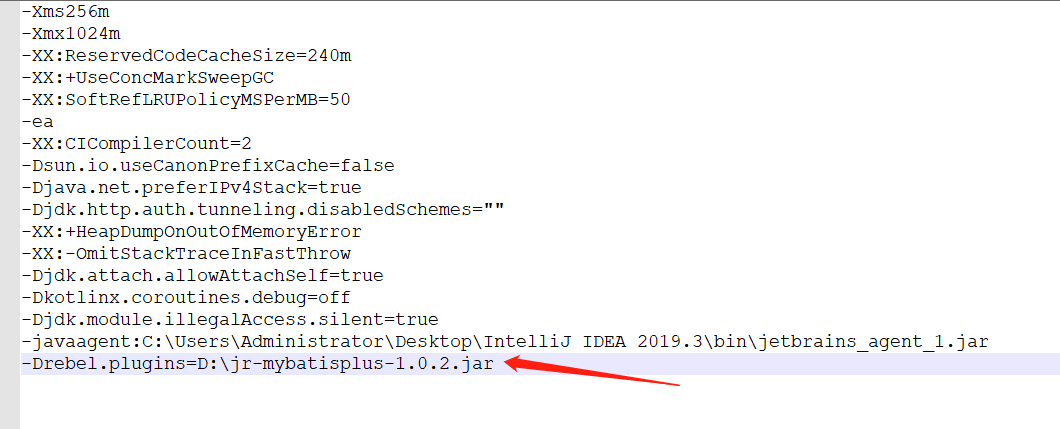 -Xms256m
-Xmx1024m
-XX:ReservedCodeCacheSize=240m
-XX:+UseConcMarkSweepGC
-XX:SoftRefLRUPolicyMSPerMB=50
-ea
-XX:CICompilerCount=2
-Dsun.io.useCanonPrefixCache=false
-Djava.net.preferIPv4Stack=true
-Djdk.http.auth.tunneling.disabledSchemes=""
-XX:+HeapDumpOnOutOfMemoryError
-XX:-OmitStackTraceInFastThrow
-Djdk.attach.allowAttachSelf=true
-Dkotlinx.coroutines.debug=off
-Djdk.module.illegalAccess.silent=true
-javaagent:C:\Users\Administrator\Desktop\IntelliJ IDEA 2019.3\bin\jetbrains_agent_1.jar
-Drebel.plugins=D:\jr-mybatisplus-1.0.2.jar